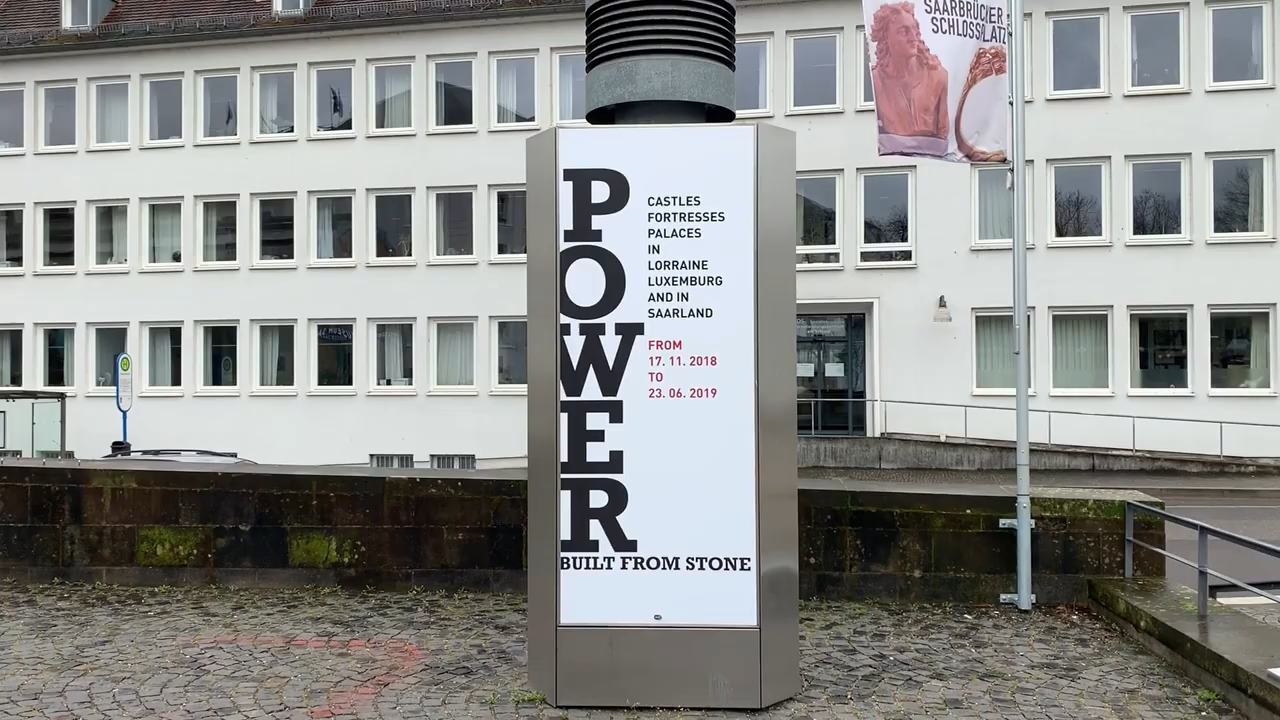 SAARBRÜCKER
SCHLOSSPLATZ
POWER
BUILT FROM STONE
CASTLES
FORTRESSES
PALACES
IN
LORRAINE
LUXEMBURG
AND IN
SAARLAND
FROM
17. 11. 2018
TO
23. 06. 2019